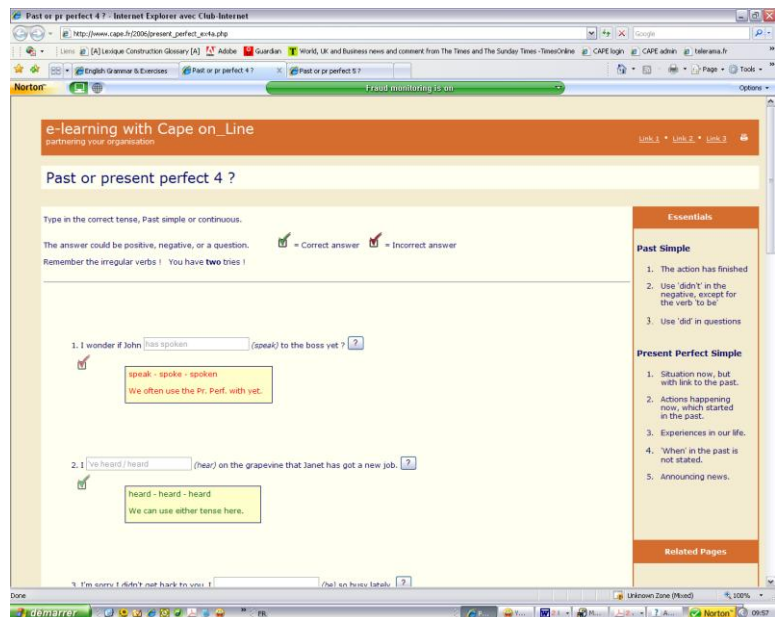 Past or pr perfect 4 ? - Internet Explorer avec Club-Internet
http://www.cape.fr/2006/present_perfect_ex4a.php
Google
Liens [A] Lexique Construction Glossary [A] Adobe Guardian World, UK and Business news and comment from The Times and The Sunday Times -TimesOnline CAPE login CAPE admin telerama.fr
English Grammar & Exercises Past or pr perfect 4 ? X Past or pr perfect 5 ?
Page Tools
Norton Fraud monitoring is on Options
e-learning with Cape on_Line
partnering your organisation
Link 1 * Link 2 * Link 3
Past or present perfect 4 ?
Type in the correct tense, Past simple or continuous.
The answer could be positive, negative, or a question. = Correct answer = Incorrect answer
Remember the irregular verbs ! You have two tries !
1. I wonder if John has spoken (speak) to the boss yet ? ?
speak - spoke - spoken
We often use the Pr. Perf. with yet.
2. I 've heard / heard (hear) on the grapevine that Janet has got a new job. ?
heard - heard - heard
We can use either tense here.
3. I'm sorry I didn't get back to you. I (be) so busy lately ?
Essentials
Past Simple
1. The action has finished
2. Use 'didn't' in the
negative, except for
the verb 'to be'
3. Use 'did' in questions
Present Perfect Simple
1. Situation now, but
with link to the past.
2. Actions happening
now, which started
in the past.
3. Experiences in our life.
4. 'When' in the past is
not stated.
5. Announcing news.
Related Pages
Done Unknown Zone (Mixed) 100%
démarrer FR Norton 09:57